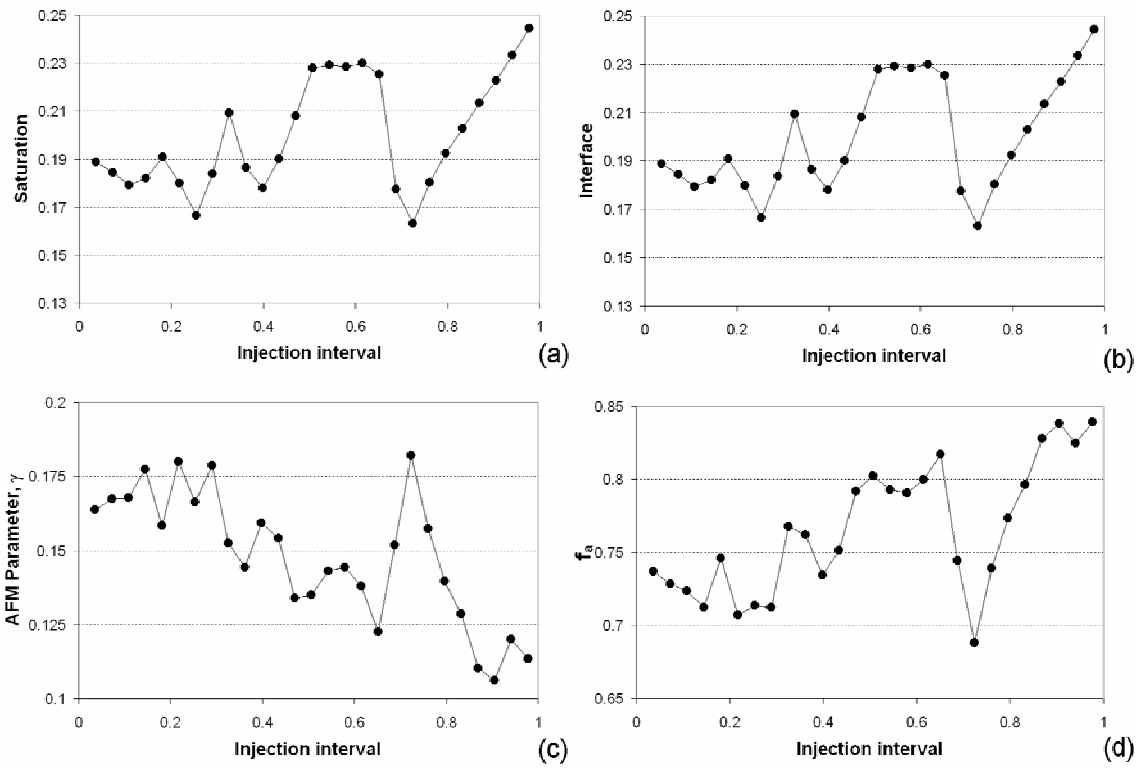 0.25
0.23
0.21
0.19
0.17
0.15
0.13
Saturation
0 0.2 0.4 0.6 0.8 1
Injection interval
(a)
0.25
0.23
0.21
0.19
0.17
0.15
0.13
Interface
0 0.2 0.4 0.6 0.8 1
Injection interval
(b)
0.2
0.175
0.15
0.125
0.1
AFM Parameter, γ
0 0.2 0.4 0.6 0.8 1
Injection interval
(c)
0.85
0.8
0.75
0.7
0.65
fa
0 0.2 0.4 0.6 0.8 1
Injection interval
(d)